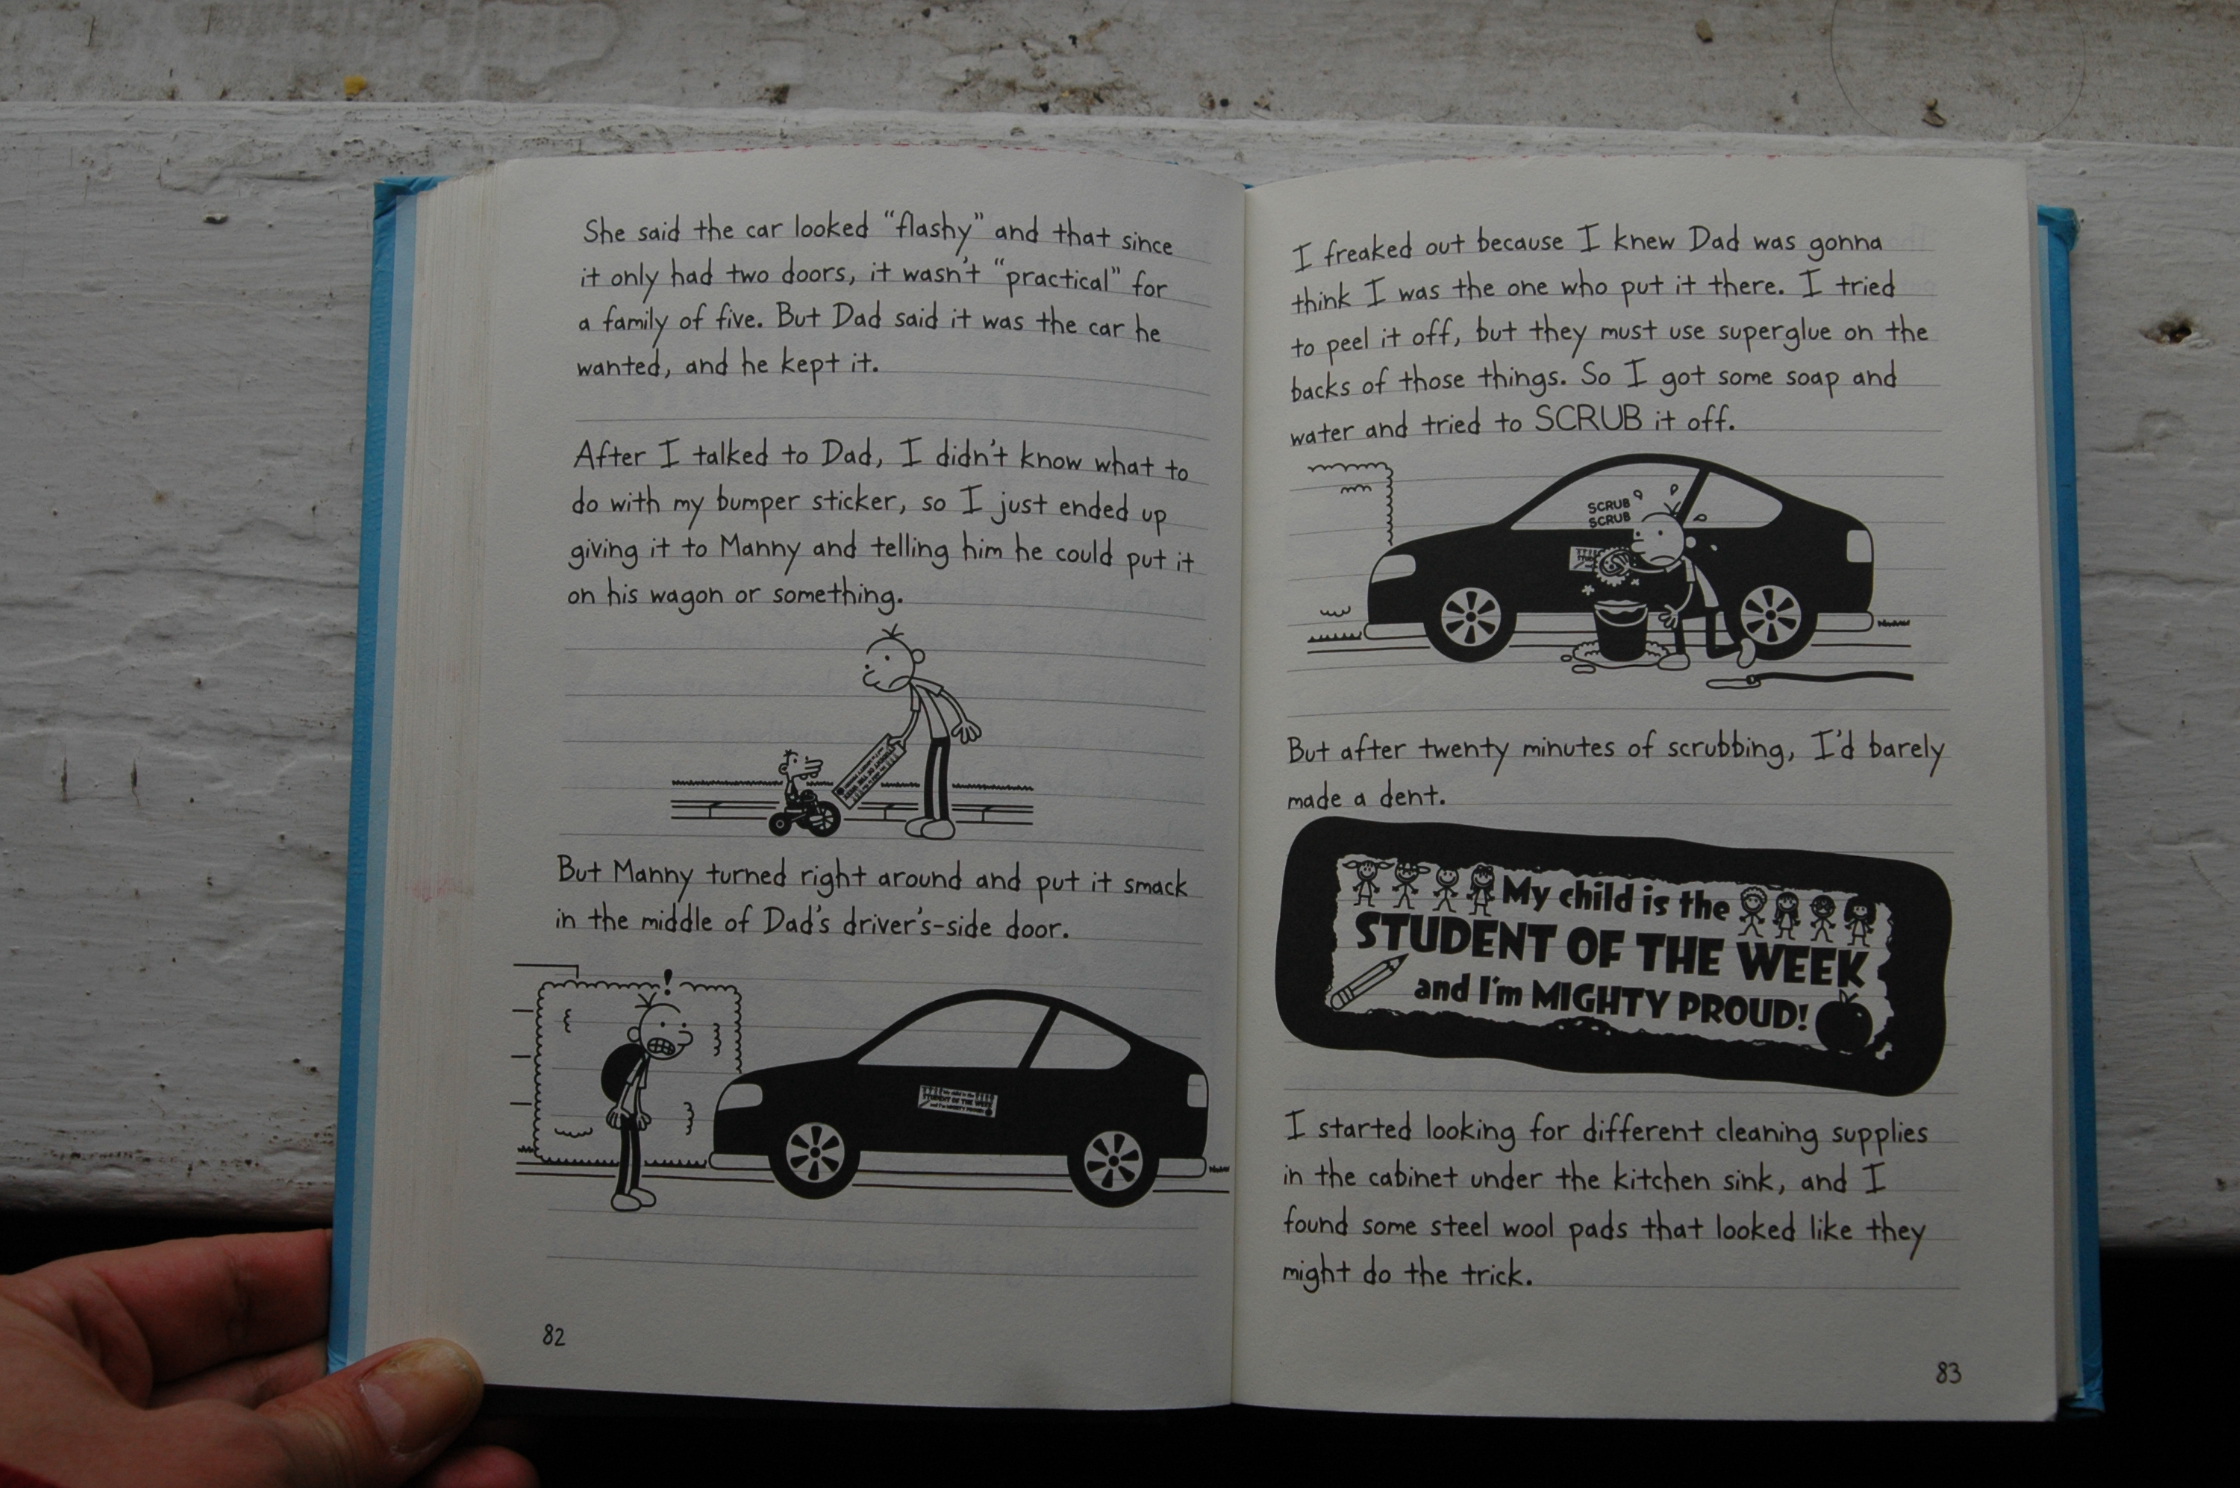 She said the car looked “flashy” and that since
it only had two doors, it wasn't “practical” for
a family of five. But Dad said it was the car he
wanted, and he kept it.
After I talked to Dad, I didn't know what to
do with my bumper sticker, so I just ended up
giving it to Manny and telling him he could put it
on his wagon or something.
But Manny turned right around and put it smack
in the middle of Dad's driver's-side door.
!
STUDENT OF THE WEEK
82
I freaked out because I knew Dad was gonna
think I was the one who put it there. I tried
to peel it off, but they must use superglue on the
backs of those things. So I got some soap and
water and tried to SCRUB it off.
SCRUB
SCRUB
But after twenty minutes of scrubbing, I'd barely
made a dent.
My child is the
STUDENT OF THE WEEK
and I'm MIGHTY PROUD!
I started looking for different cleaning supplies
in the cabinet under the kitchen sink, and I
found some steel wool pads that looked like they
might do the trick.
83